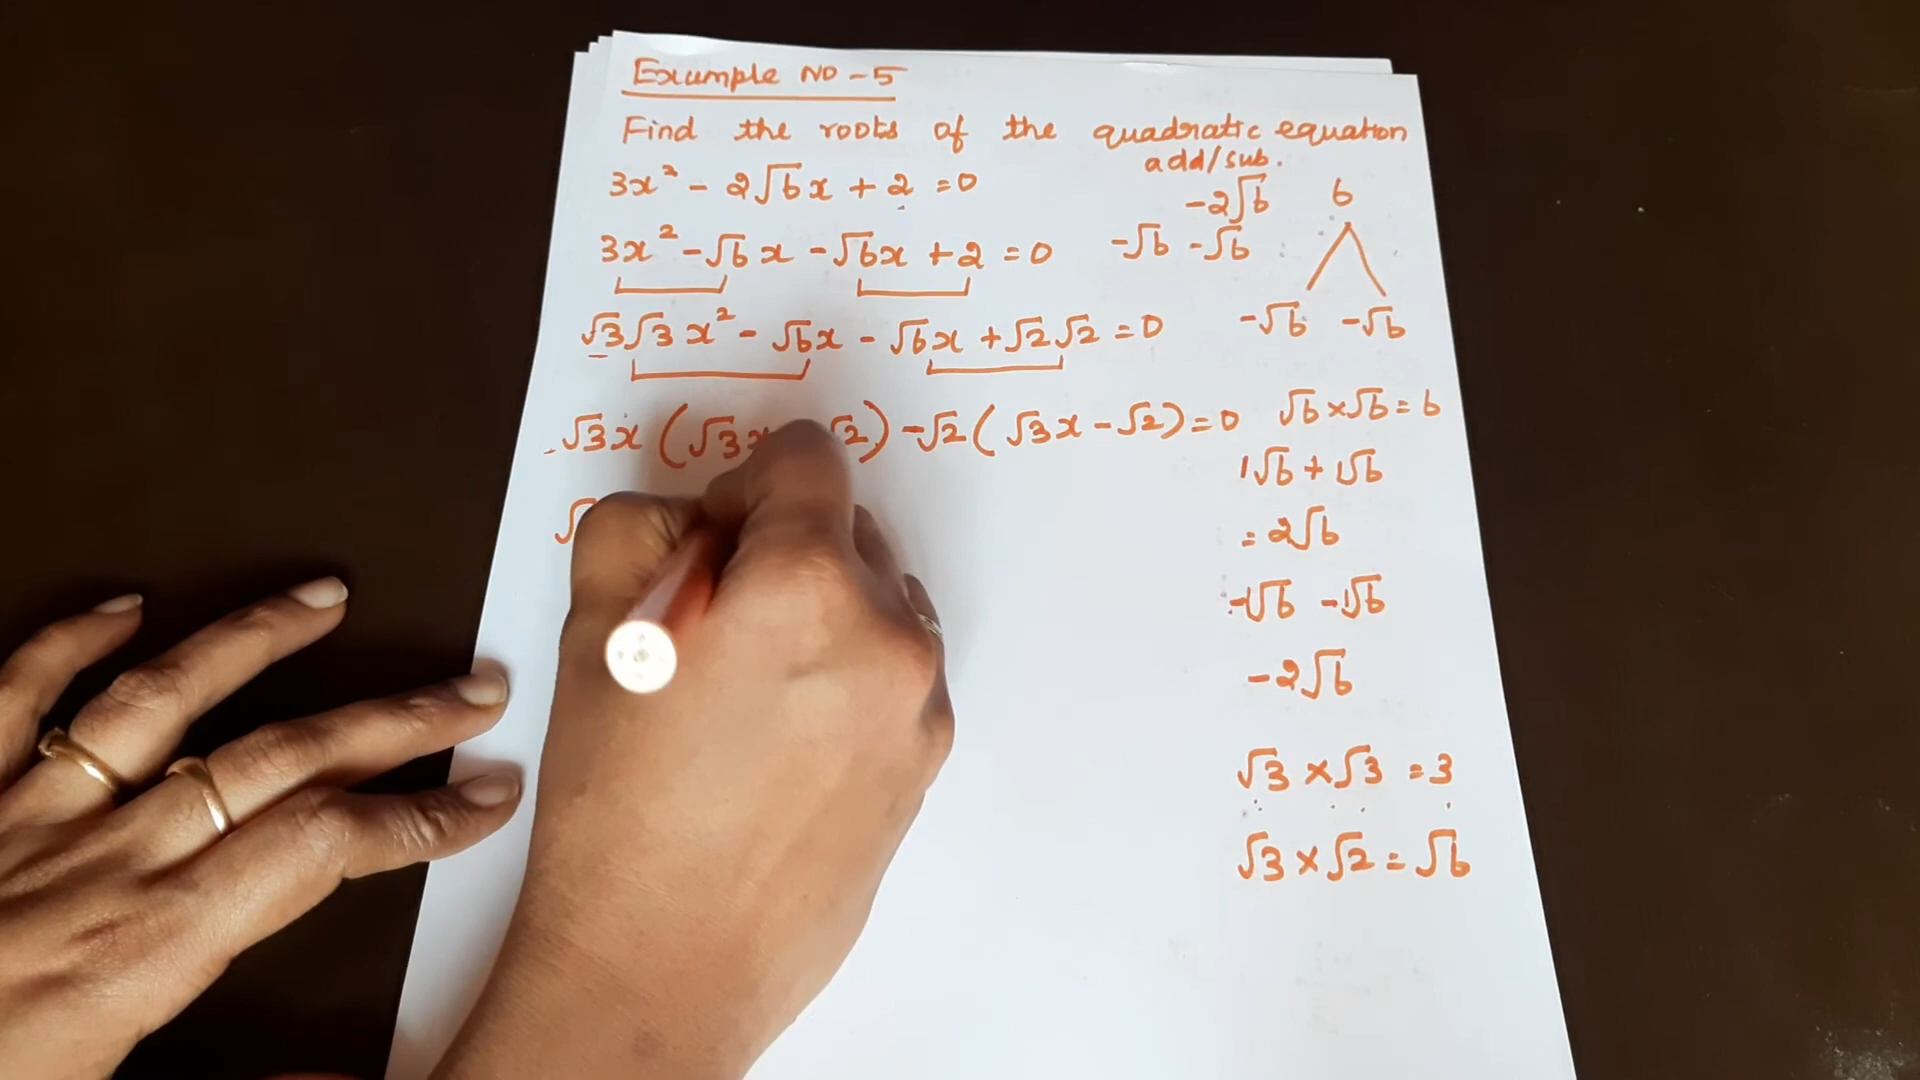 Example NO - 5
Find the roots of the quadratic equation
add/sub.
3x² - 2√6x + 2 = 0
-2√6 6
3x² - √6x - √6x + 2 = 0
-√6 -√6
√3√3x² - √6x - √6x + √2√2 = 0
-√6 -√6
√3x (√3x √2) - √2 (√3x - √2) = 0
√6 × √6 = 6
1√6 + 1√6
= 2√6
-1√6 - 1√6
- 2√6
√3 × √3 = 3
√3 × √2 = √6